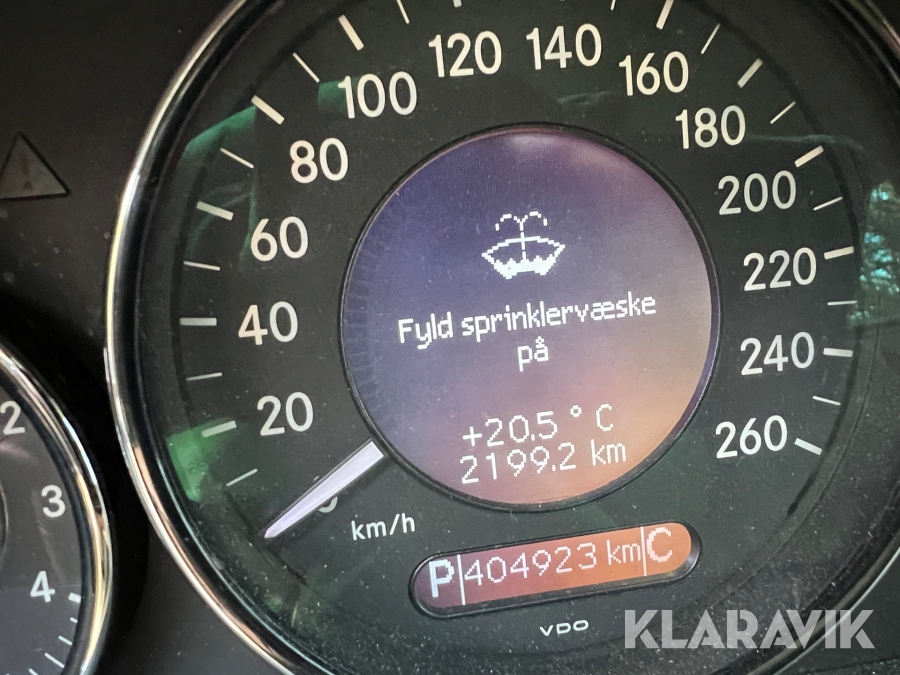 20
40
60
80
100
120
140
160
180
200
220
240
260
km/h
Fyld sprinklervæske
på
+20.5 °C
2199.2 km
P 404923 km C
VDO
2
3
4
KLARAVIK